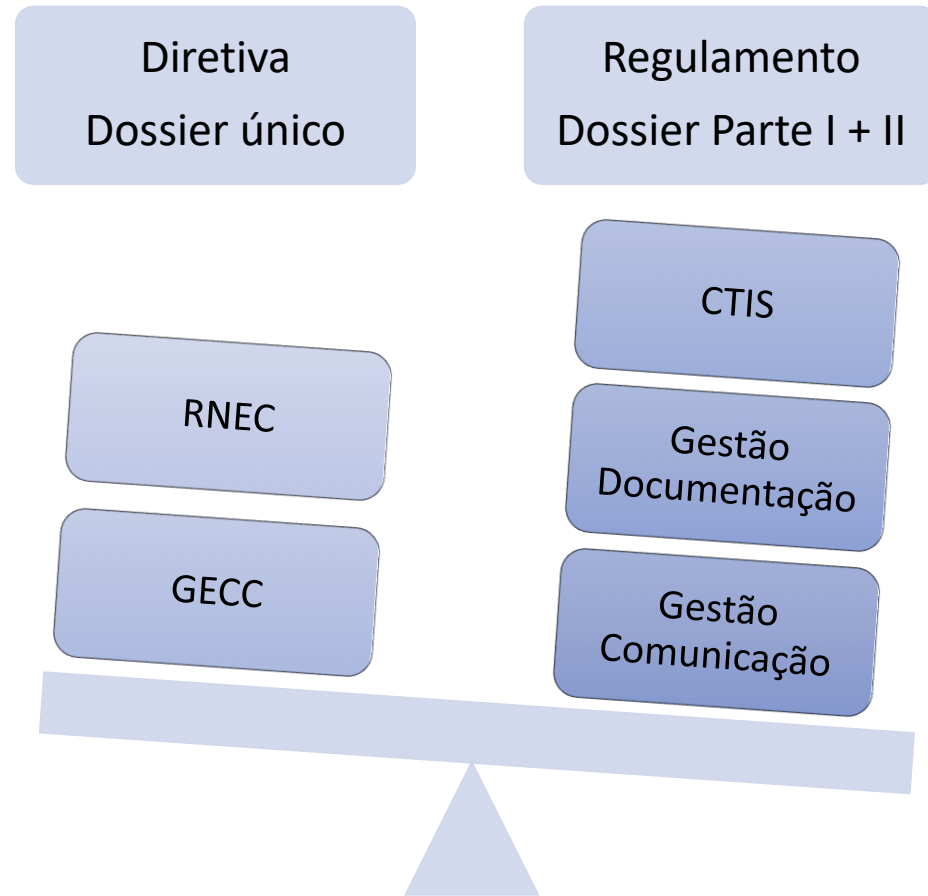 Diretiva
Dossier único
Regulamento
Dossier Parte I + II
RNEC
GECC
CTIS
Gestão
Documentação
Gestão
Comunicação